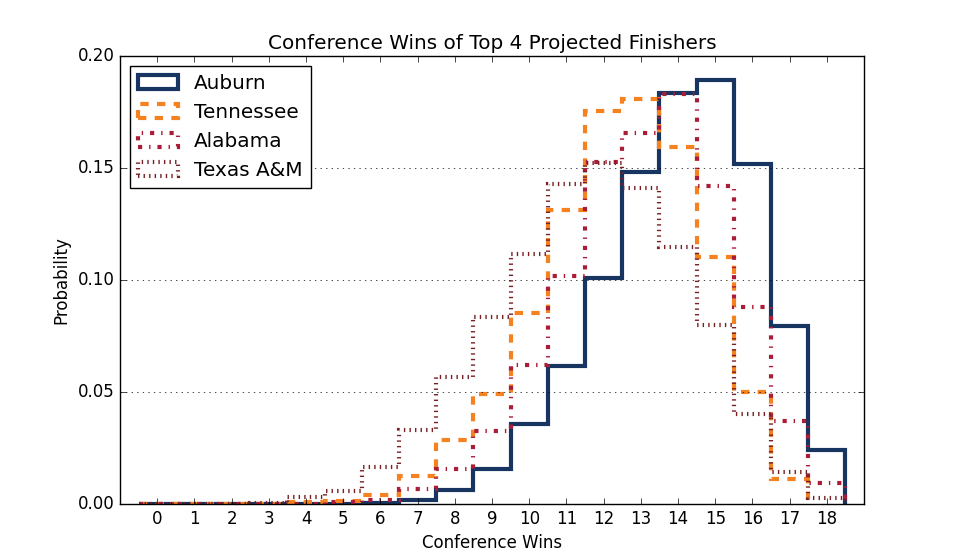 Conference Wins of Top 4 Projected Finishers
0.20
Auburn
Tennessee
Alabama
Texas A&M
0.15
0.10
0.05
0.00
Probability
0 1 2 3 4 5 6 7 8 9 10 11 12 13 14 15 16 17 18
Conference Wins